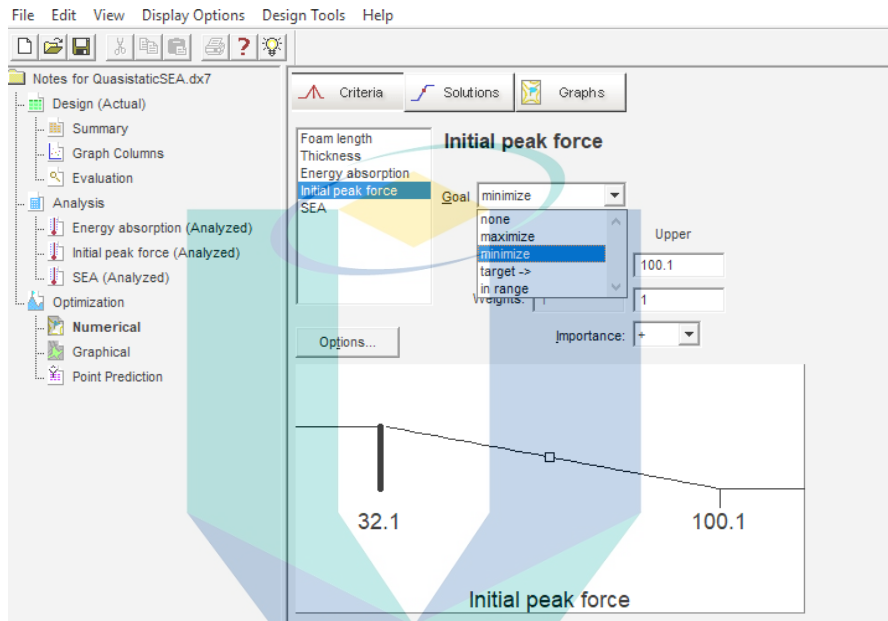 File Edit View Display Options Design Tools Help
Notes for QuasistaticSEA.dx7
Design (Actual)
Summary
Graph Columns
Evaluation
Analysis
Energy absorption (Analyzed)
Initial peak force (Analyzed)
SEA (Analyzed)
Optimization
Numerical
Graphical
Point Prediction
Criteria Solutions Graphs
Foam length
Thickness
Energy absorption
Initial peak force
SEA
Initial peak force
Goal minimize
none
maximize
minimize
target ->
in range
Upper
100.1
Weights: 1 1
Importance: +
Options...
32.1 100.1
Initial peak force